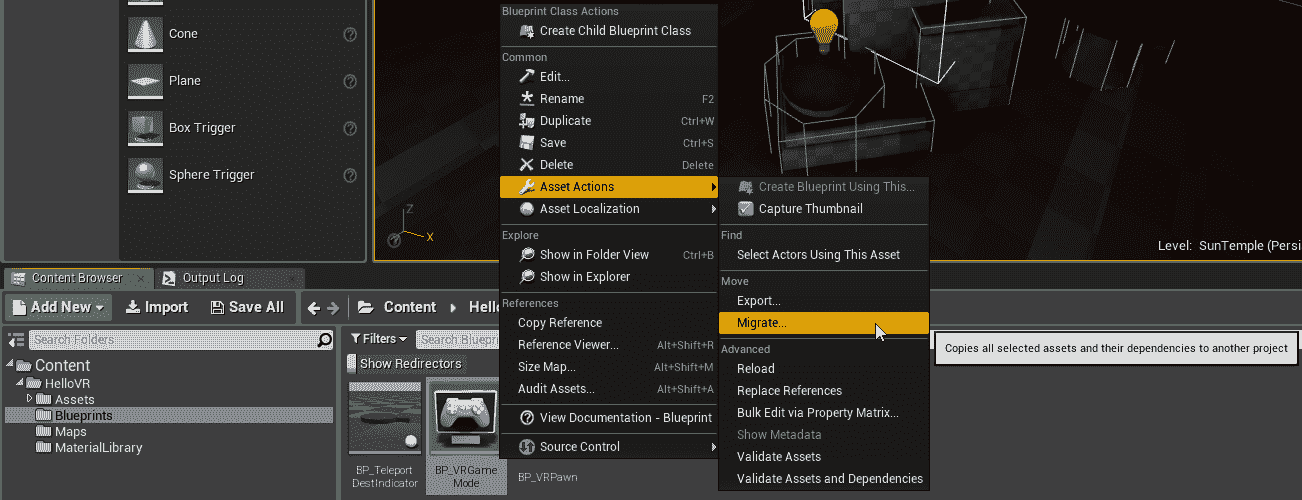 Cone
Plane
Box Trigger
Sphere Trigger
Blueprint Class Actions
Create Child Blueprint Class
Common
Edit...
Rename F2
Duplicate Ctrl+W
Save Ctrl+S
Delete Delete
Asset Actions
Asset Localization
Explore
Show in Folder View Ctrl+B
Show in Explorer
References
Copy Reference
Reference Viewer... Alt+Shift+R
Size Map... Alt+Shift+M
Audit Assets... Alt+Shift+A
View Documentation - Blueprint
Source Control
Create Blueprint Using This...
Capture Thumbnail
Find
Select Actors Using This Asset
Move
Export...
Migrate...
Advanced
Reload
Replace References
Bulk Edit via Property Matrix...
Show Metadata
Validate Assets
Validate Assets and Dependencies
Copies all selected assets and their dependencies to another project
Z
X
Level: SunTemple (Persi
Content Browser
Output Log
Add New
Import
Save All
Content
Hello
Search Folders
Content
HelloVR
Assets
Blueprints
Maps
MaterialLibrary
Filters
Search Bluepr
Show Redirectors
BP_Teleport
DestIndicator
BP_VRGame
Mode
BP_VRPawn